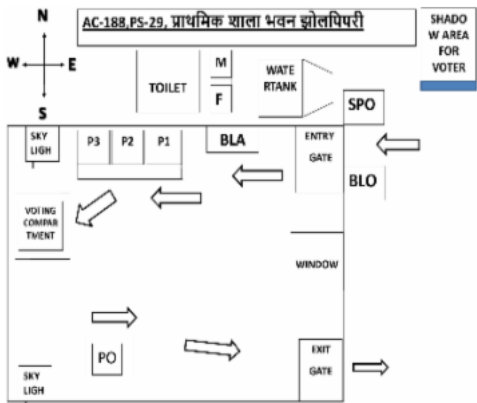 N
AC-188,PS-29, प्राथमिक शाला भवन झोलपिपरी
SHADO
W AREA
FOR
VOTER
W
E
S
TOILET
M
F
WATE
RTANK
SPO
SKY
LIGH
P3
P2
P1
BLA
ENTRY
GATE
BLO
VOTING
COMPAR
TMENT
WINDOW
PO
EXIT
GATE
SKY
LIGH